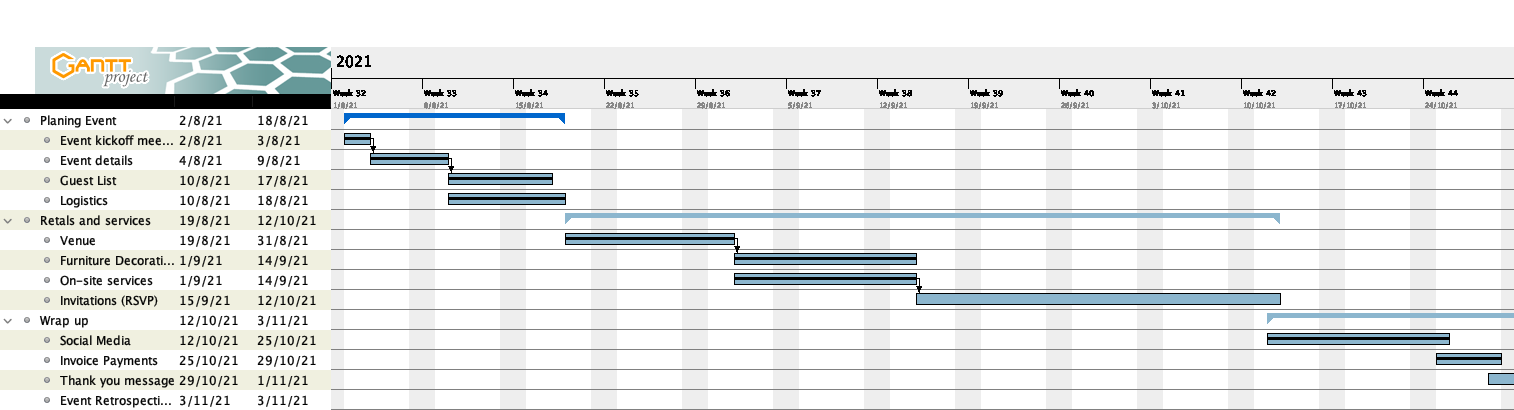 GANTT
project
2021
Week 32 Week 33 Week 34 Week 35 Week 36 Week 37 Week 38 Week 39 Week 40 Week 41 Week 42 Week 43 Week 44
1/8/21 8/8/21 15/8/21 22/8/21 29/8/21 5/9/21 12/9/21 19/9/21 26/9/21 3/10/21 10/10/21 17/10/21 24/10/21
Planing Event 2/8/21 18/8/21
Event kickoff mee... 2/8/21 3/8/21
Event details 4/8/21 9/8/21
Guest List 10/8/21 17/8/21
Logistics 10/8/21 18/8/21
Retals and services 19/8/21 12/10/21
Venue 19/8/21 31/8/21
Furniture Decorati... 1/9/21 14/9/21
On-site services 1/9/21 14/9/21
Invitations (RSVP) 15/9/21 12/10/21
Wrap up 12/10/21 3/11/21
Social Media 12/10/21 25/10/21
Invoice Payments 25/10/21 29/10/21
Thank you message 29/10/21 1/11/21
Event Retrospecti... 3/11/21 3/11/21